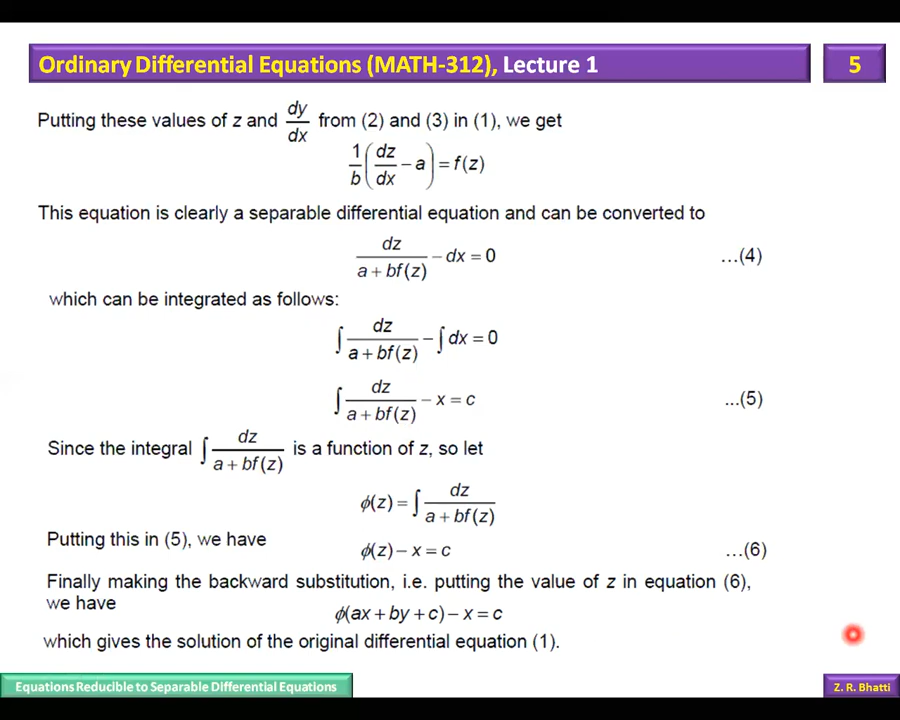 Ordinary Differential Equations (MATH-312), Lecture 1
5
Putting these values of z and dy/dx from (2) and (3) in (1), we get
1/b (dz/dx − a) = f(z)
This equation is clearly a separable differential equation and can be converted to
dz/(a + bf(z)) − dx = 0 ...(4)
which can be integrated as follows:
∫ dz/(a + bf(z)) − ∫ dx = 0
∫ dz/(a + bf(z)) − x = c ...(5)
Since the integral ∫ dz/(a + bf(z)) is a function of z, so let
ϕ(z) = ∫ dz/(a + bf(z))
Putting this in (5), we have
ϕ(z) − x = c ...(6)
Finally making the backward substitution, i.e. putting the value of z in equation (6),
we have
ϕ(ax + by + c) − x = c
which gives the solution of the original differential equation (1).
Equations Reducible to Separable Differential Equations
Z. R. Bhatti